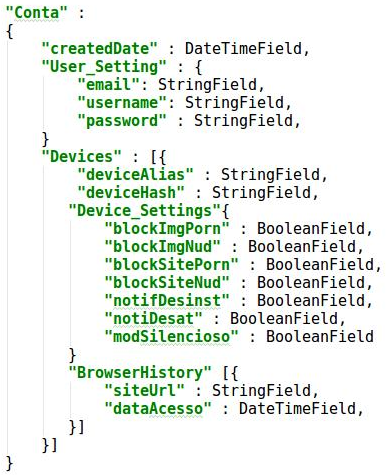 "Conta" :
{
"createdDate" : DateTimeField,
"User_Setting" : {
"email": StringField,
"username": StringField,
"password" : StringField,
}
"Devices" : [{
"deviceAlias" : StringField,
"deviceHash" : StringField,
"Device_Settings"{
"blockImgPorn" : BooleanField,
"blockImgNud" : BooleanField,
"blockSitePorn" : BooleanField,
"blockSiteNud" : BooleanField,
"notifDesinst" : BooleanField,
"notiDesat" : BooleanField,
"modSilencioso" : BooleanField
}
"BrowserHistory" [{
"siteUrl" : StringField,
"dataAcesso" : DateTimeField,
}]
}]
}